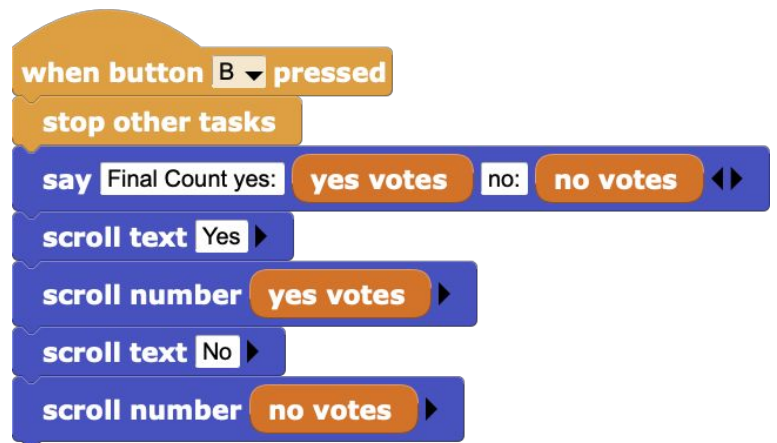 when button B pressed
stop other tasks
say Final Count yes: yes votes no: no votes
scroll text Yes
scroll number yes votes
scroll text No
scroll number no votes